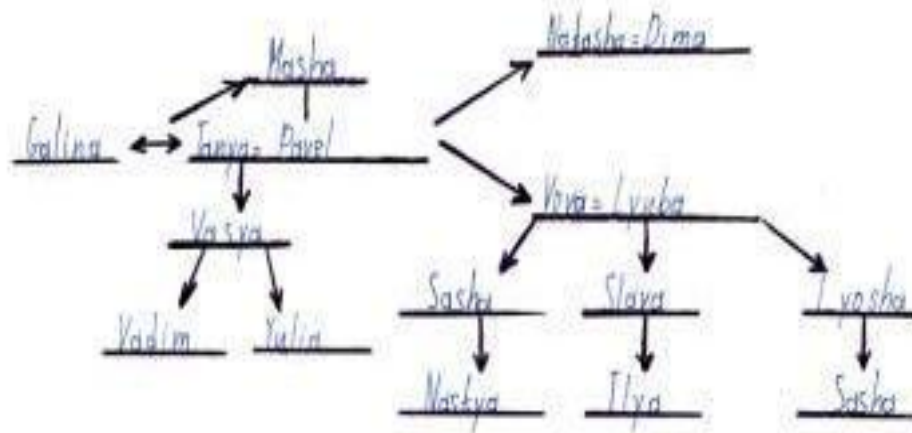 Natasha = Dima
Masha
Galina Tanya = Pavel
Vova = Lyuba
Vasya
Sasha Slava Lyosha
Vadim Yulia
Nastya Ilya Sasha